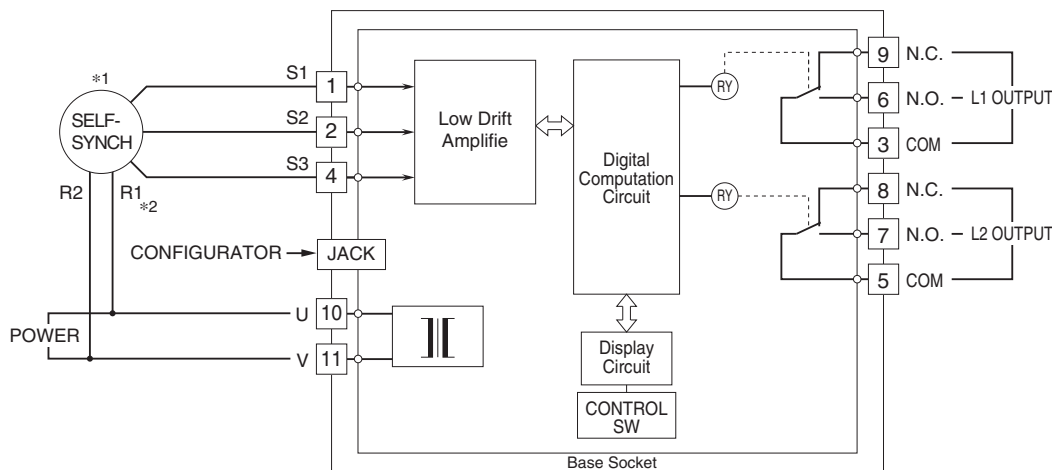 *1
SELF-
SYNCH
R2
R1
*2
S1
1
S2
2
S3
4
CONFIGURATOR
JACK
POWER
U
10
V
11
Low Drift
Amplifie
Digital
Computation
Circuit
RY
RY
Display
Circuit
CONTROL
SW
Base Socket
9
N.C.
6
N.O.
L1 OUTPUT
3
COM
8
N.C.
7
N.O.
L2 OUTPUT
5
COM